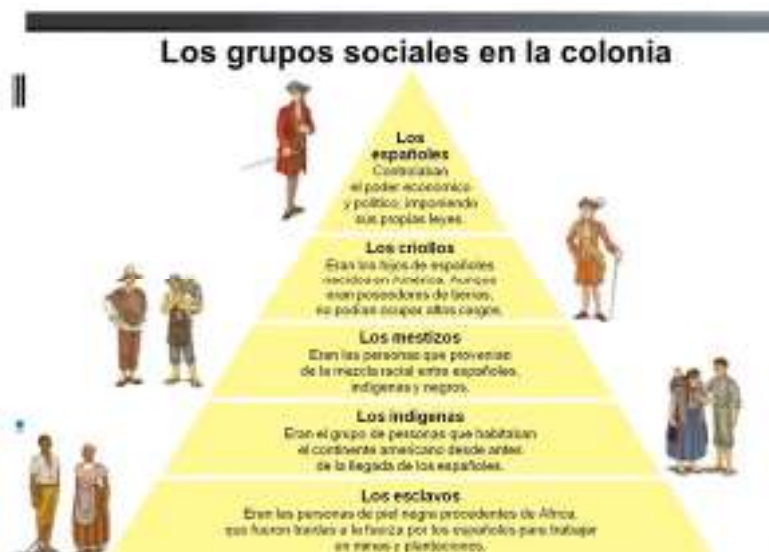 Los grupos sociales en la colonia
Los
españoles
Controlaban
el poder económico
y político, imponiendo
sus propias leyes.
Los criollos
Eran los hijos de españoles
nacidos en América. Aunque
eran poseedores de tierras,
no podían ocupar altos cargos.
Los mestizos
Eran las personas que provenían
de la mezcla racial entre españoles,
indígenas y negros.
Los indígenas
Eran el grupo de personas que habitaban
el continente americano desde antes
de la llegada de los españoles.
Los esclavos
Eran las personas de piel negra procedentes de África,
que fueron traídas a la fuerza por los españoles para trabajar
en minas y plantaciones.